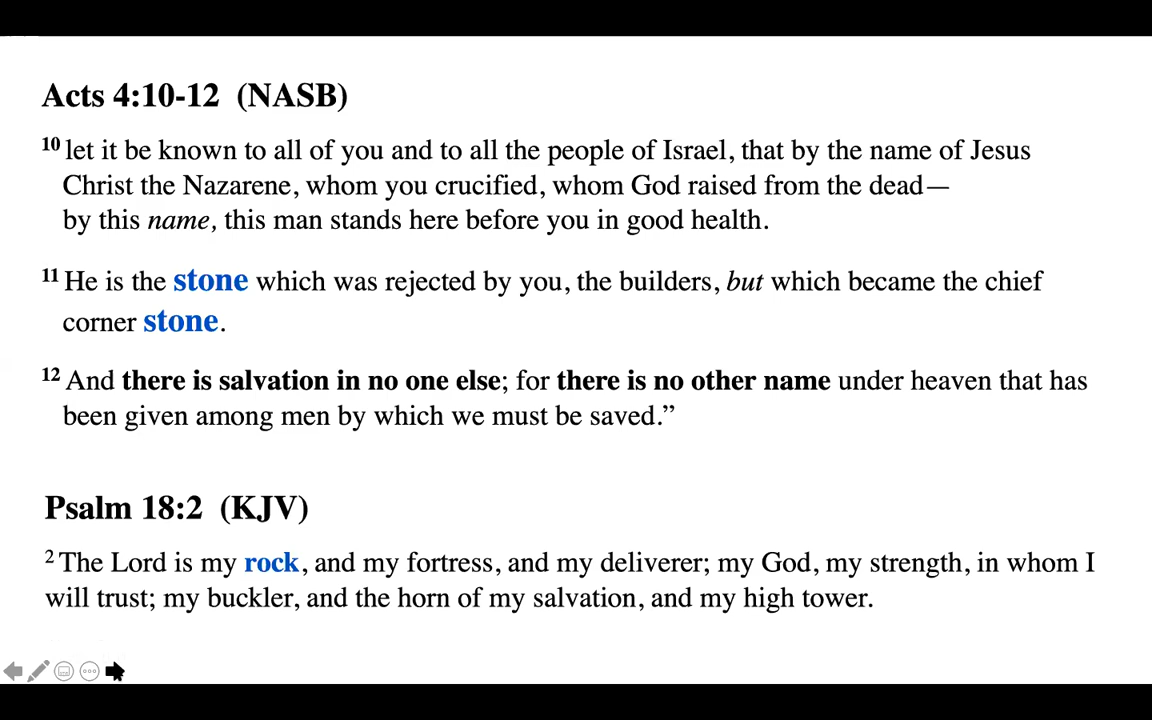 Acts 4:10-12 (NASB)
10 let it be known to all of you and to all the people of Israel, that by the name of Jesus
Christ the Nazarene, whom you crucified, whom God raised from the dead—
by this name, this man stands here before you in good health.
11 He is the stone which was rejected by you, the builders, but which became the chief
corner stone.
12 And there is salvation in no one else; for there is no other name under heaven that has
been given among men by which we must be saved.”
Psalm 18:2 (KJV)
2 The Lord is my rock, and my fortress, and my deliverer; my God, my strength, in whom I
will trust; my buckler, and the horn of my salvation, and my high tower.